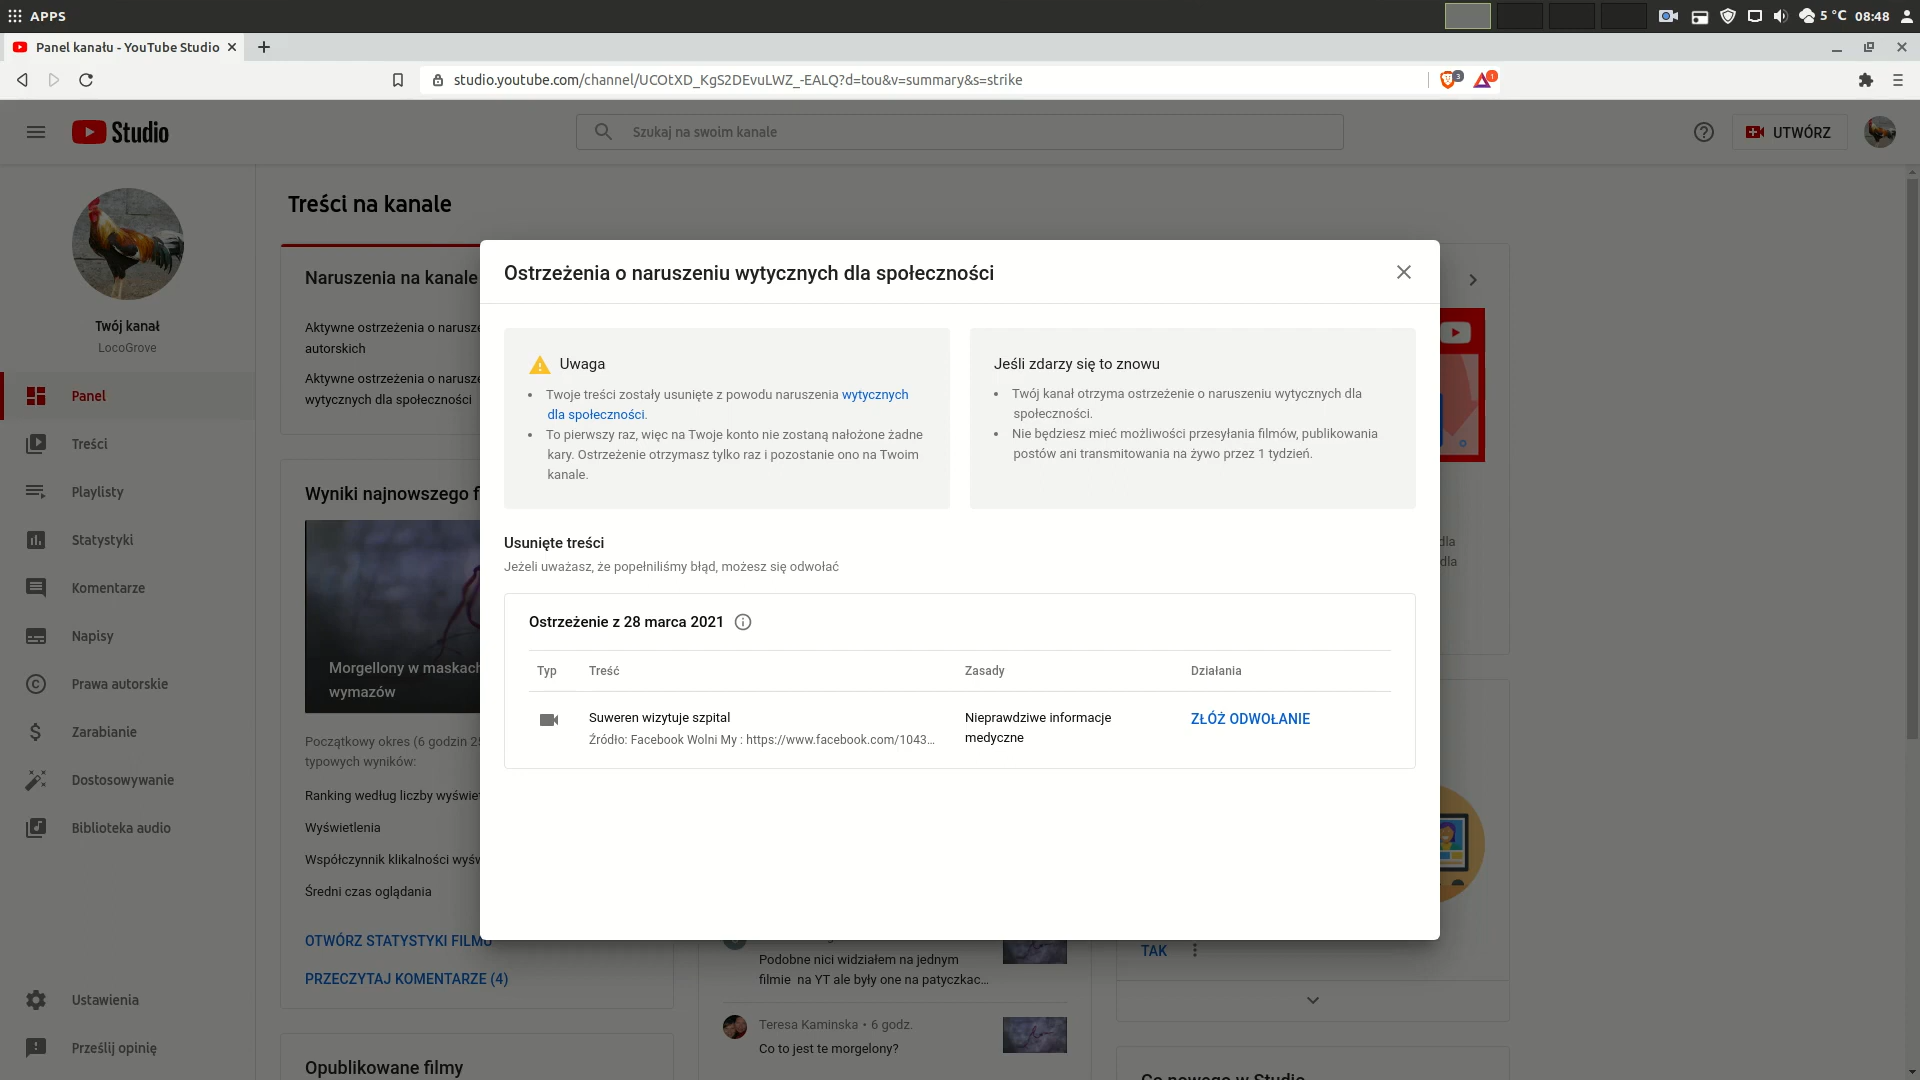 APPS
5 °C 08:48
Panel kanału - YouTube Studio
studio.youtube.com/channel/UCOtXD_KgS2DEvuLWZ_-EALQ?d=tou&v=summary&s=strike
3
1
Studio
Szukaj na swoim kanale
UTWÓRZ
Twój kanał
LocoGrove
Panel
Treści
Playlisty
Statystyki
Komentarze
Napisy
Prawa autorskie
Zarabianie
Dostosowywanie
Biblioteka audio
Ustawienia
Prześlij opinię
Treści na kanale
Naruszenia na kanale
Aktywne ostrzeżenia o narusze
autorskich
Aktywne ostrzeżenia o narusze
wytycznych dla społeczności
Wyniki najnowszego f
Morgellony w maskach
wymazów
Początkowy okres (6 godzin 2
typowych wyników:
Ranking według liczby wyświe
Wyświetlenia
Współczynnik klikalności wyśw
Średni czas oglądania
OTWÓRZ STATYSTYKI FILMU
PRZECZYTAJ KOMENTARZE (4)
Opublikowane filmy
Ostrzeżenia o naruszeniu wytycznych dla społeczności
Uwaga
Twoje treści zostały usunięte z powodu naruszenia wytycznych
dla społeczności.
To pierwszy raz, więc na Twoje konto nie zostaną nałożone żadne
kary. Ostrzeżenie otrzymasz tylko raz i pozostanie ono na Twoim
kanale.
Jeśli zdarzy się to znowu
Twój kanał otrzyma ostrzeżenie o naruszeniu wytycznych dla
społeczności.
Nie będziesz mieć możliwości przesyłania filmów, publikowania
postów ani transmitowania na żywo przez 1 tydzień.
Usunięte treści
Jeżeli uważasz, że popełniliśmy błąd, możesz się odwołać
Ostrzeżenie z 28 marca 2021
Typ Treść Zasady Działania
Suweren wizytuje szpital
Źródło: Facebook Wolni My : https://www.facebook.com/1043...
Nieprawdziwe informacje
medyczne
ZŁÓŻ ODWOŁANIE
Podobne nici widziałem na jednym
filmie na YT ale były one na patyczkac...
Teresa Kaminska • 6 godz.
Co to jest te morgelony?
dla
dla
TAK
Co nowego w Studio